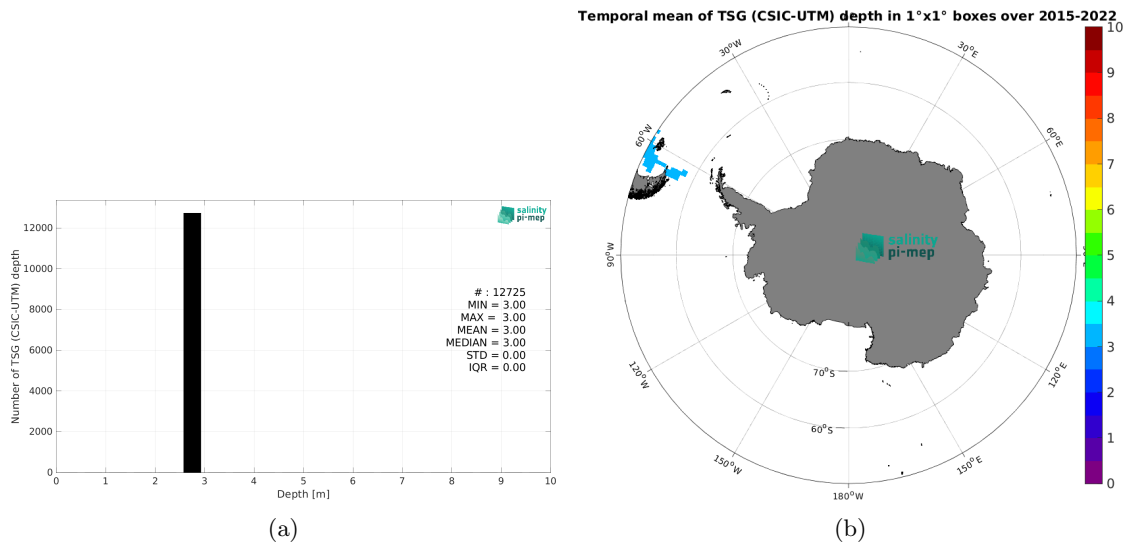 Temporal mean of TSG (CSIC-UTM) depth in 1°x1° boxes over 2015-2022
salinity
pi-mep
# : 12725
MIN = 3.00
MAX = 3.00
MEAN = 3.00
MEDIAN = 3.00
STD = 0.00
IQR = 0.00
Number of TSG (CSIC-UTM) depth
12000
10000
8000
6000
4000
2000
0
0 1 2 3 4 5 6 7 8 9 10
Depth [m]
(a)
30°W
30°E
60°W
60°E
90°W
120°W
120°E
150°W
150°E
180°W
70°S
60°S
salinity
pi-mep
10
9
8
7
6
5
4
3
2
1
0
(b)